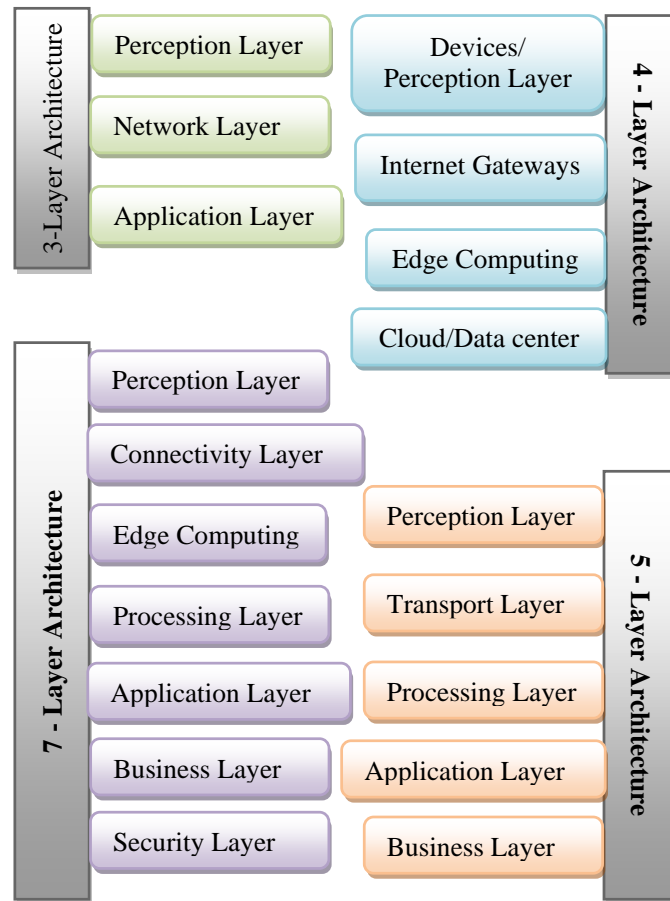 3-Layer Architecture
Perception Layer
Network Layer
Application Layer
4 - Layer Architecture
Devices/
Perception Layer
Internet Gateways
Edge Computing
Cloud/Data center
7 - Layer Architecture
Perception Layer
Connectivity Layer
Edge Computing
Processing Layer
Application Layer
Business Layer
Security Layer
5 - Layer Architecture
Perception Layer
Transport Layer
Processing Layer
Application Layer
Business Layer